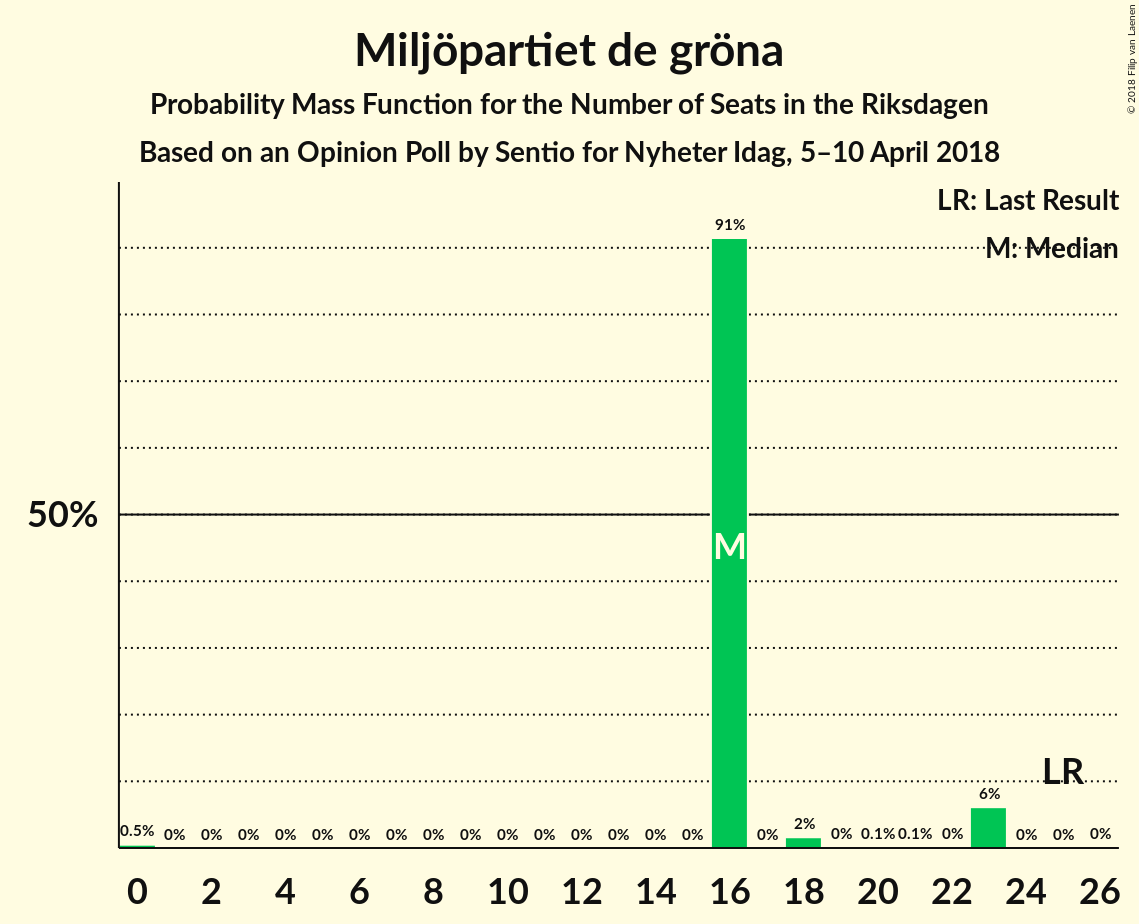 Miljöpartiet de gröna
Probability Mass Function for the Number of Seats in the Riksdagen
Based on an Opinion Poll by Sentio for Nyheter Idag, 5–10 April 2018
© 2018 Filip van Laenen
LR: Last Result
M: Median
91%
50%
M
LR
6%
0.5% 0% 0% 0% 0% 0% 0% 0% 0% 0% 0% 0% 0% 0% 0% 0% 0% 2% 0% 0.1% 0.1% 0% 0% 0% 0%
0 2 4 6 8 10 12 14 16 18 20 22 24 26